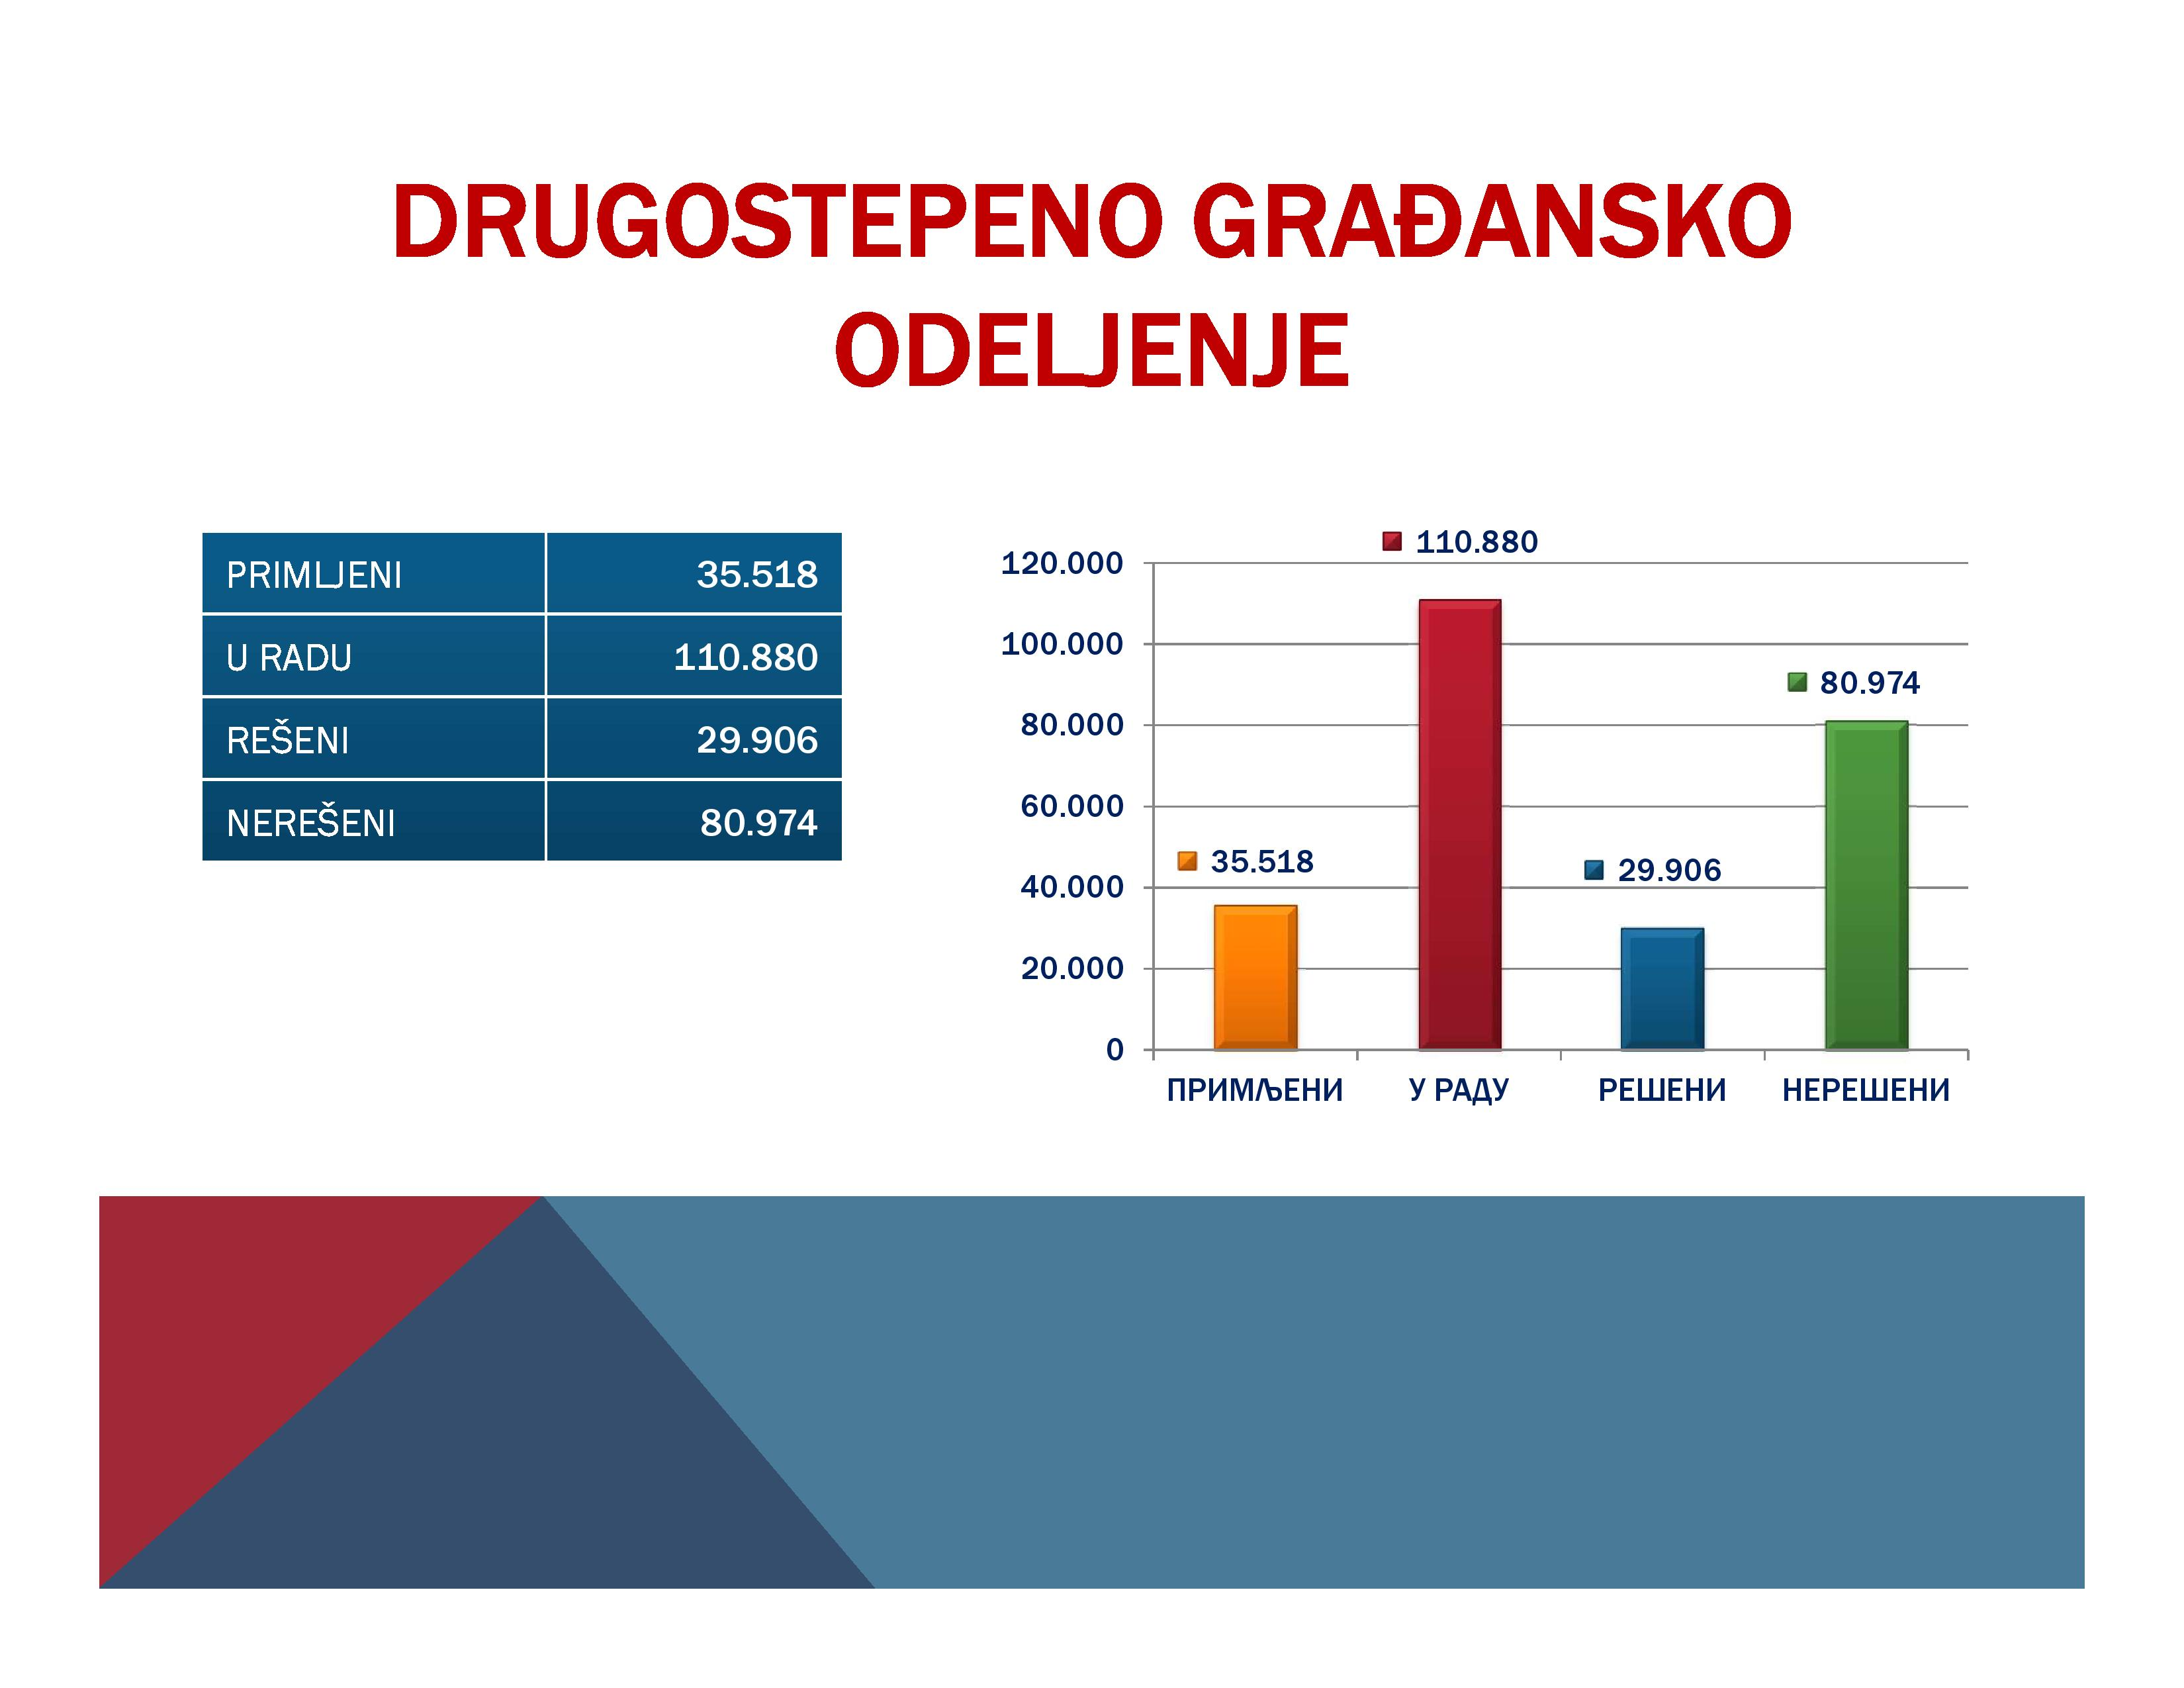 DRUGOSTEPENO GRAĐANSKO
ODELJENJE
PRIMLJENI 35.518
U RADU 110.880
REŠENI 29.906
NEREŠENI 80.974
110.880
120.000
100.000
80.974
80.000
60.000
35.518
29.906
40.000
20.000
0
ПРИМЉЕНИ У РАДУ РЕШЕНИ НЕРЕШЕНИ